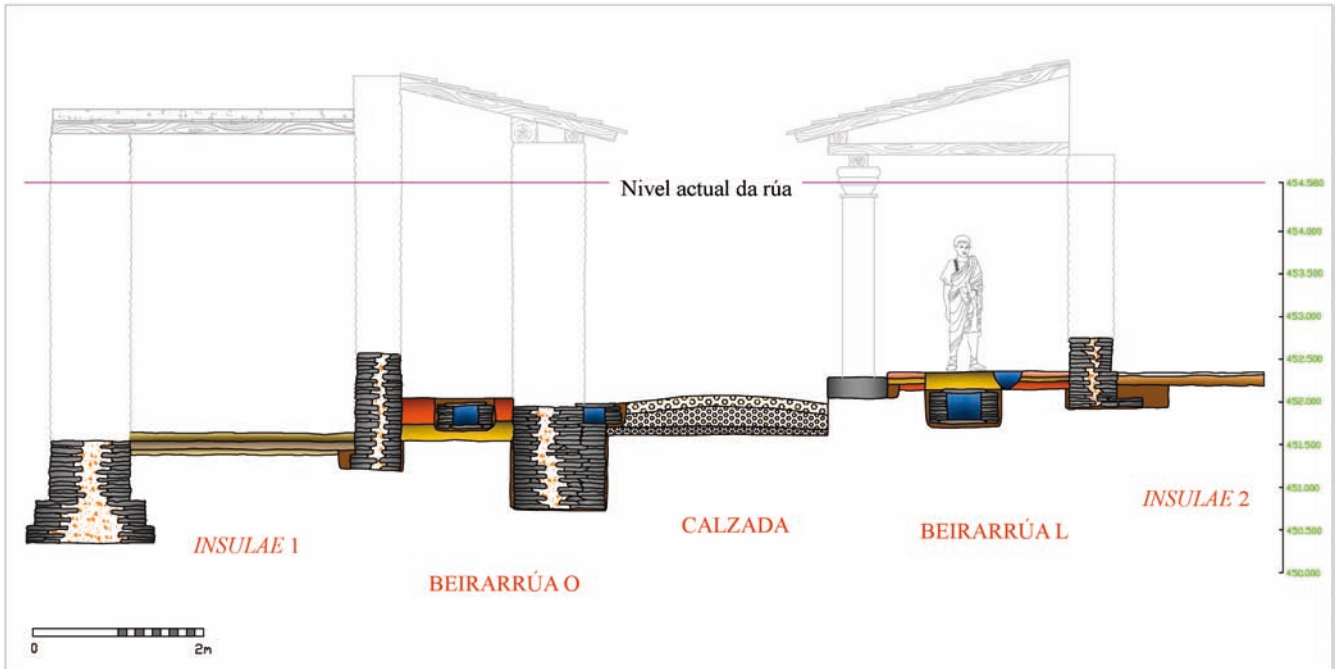 Nivel actual da rúa
454.560
454.000
453.500
453.000
452.500
452.000
451.500
451.000
450.500
450.000
INSULAE 1
BEIRARRÚA O
CALZADA
BEIRARRÚA L
INSULAE 2
0 2m